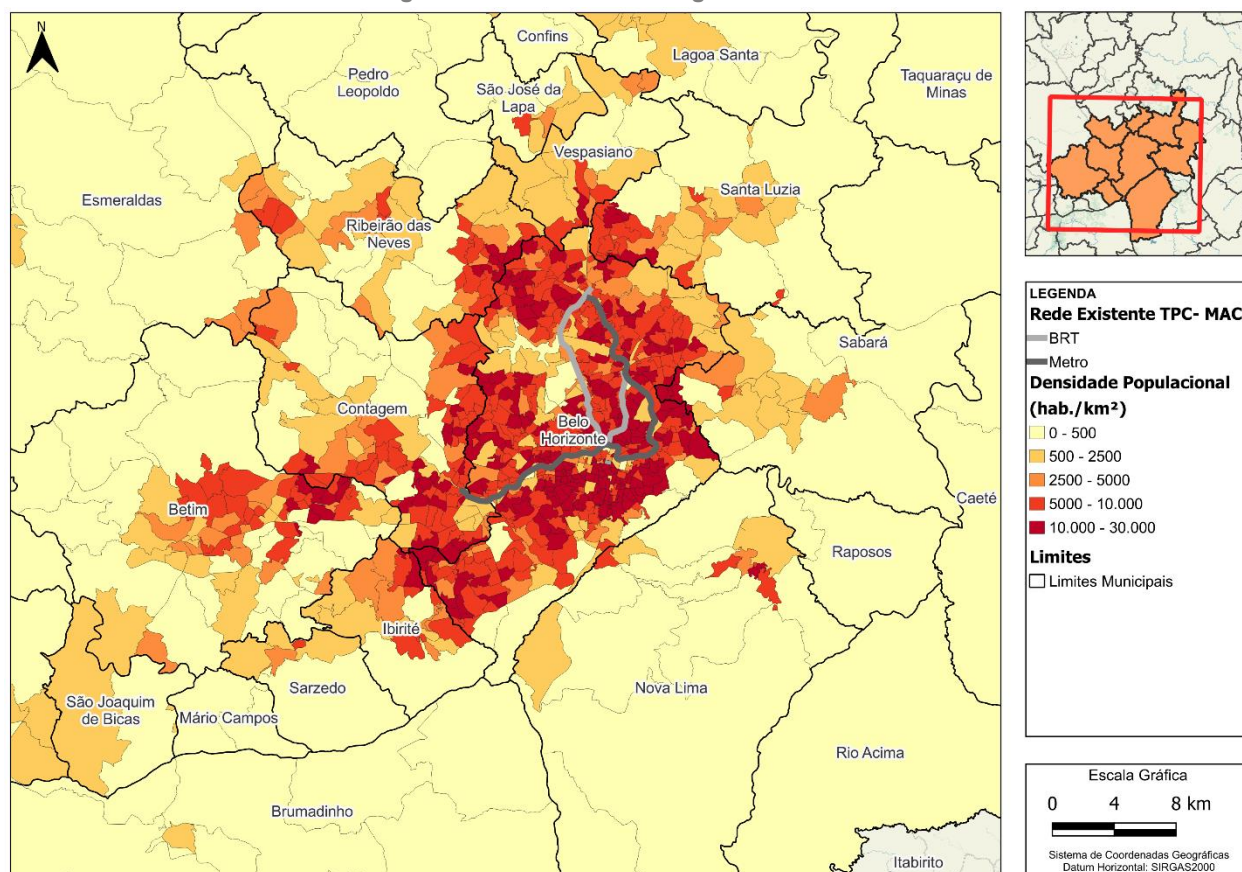 N
Confins
Lagoa Santa
Pedro
Leopoldo
Taquaraçu de
Minas
São José da
Lapa
Vespasiano
Esmeraldas
Santa Luzia
Ribeirão das
Neves
Sabará
Contagem
Belo
Horizonte
Caeté
Betim
Raposos
Ibirité
Nova Lima
Sarzedo
São Joaquim
de Bicas
Mário Campos
Rio Acima
Brumadinho
Itabirito
LEGENDA
Rede Existente TPC- MAC
BRT
Metro
Densidade Populacional
(hab./km²)
0 - 500
500 - 2500
2500 - 5000
5000 - 10.000
10.000 - 30.000
Limites
Limites Municipais
Escala Gráfica
0 4 8 km
Sistema de Coordenadas Geográficas
Datum Horizontal: SIRGAS2000